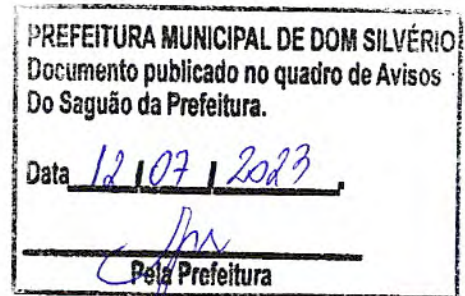 PREFEITURA MUNICIPAL DE DOM SILVÉRIO
Documento publicado no quadro de Avisos
Do Saguão da Prefeitura.
Data 12 / 07 / 2023
Pela Prefeitura